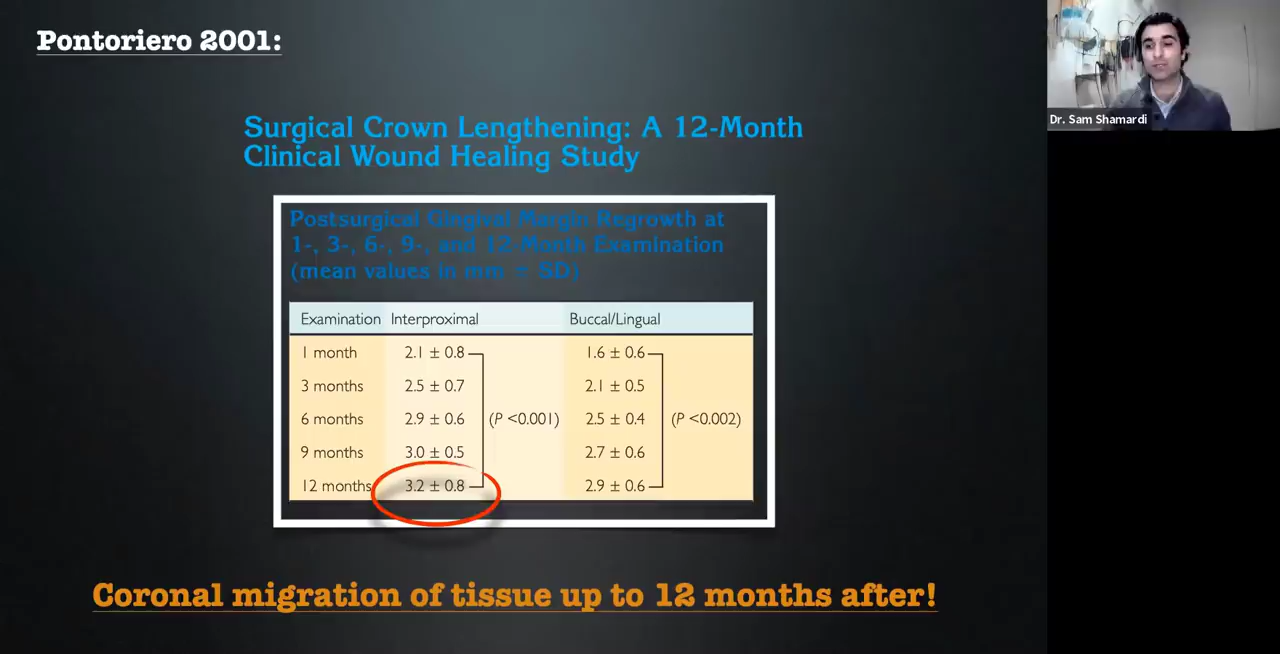 Pontoriero 2001:
Surgical Crown Lengthening: A 12-Month
Clinical Wound Healing Study
Postsurgical Gingival Margin Regrowth at
1-, 3-, 6-, 9-, and 12-Month Examination
(mean values in mm ± SD)
Examination Interproximal Buccal/Lingual
1 month 2.1 ± 0.8 1.6 ± 0.6
3 months 2.5 ± 0.7 2.1 ± 0.5
6 months 2.9 ± 0.6 (P <0.001) 2.5 ± 0.4 (P <0.002)
9 months 3.0 ± 0.5 2.7 ± 0.6
12 months 3.2 ± 0.8 2.9 ± 0.6
Coronal migration of tissue up to 12 months after!
Dr. Sam Shamardi